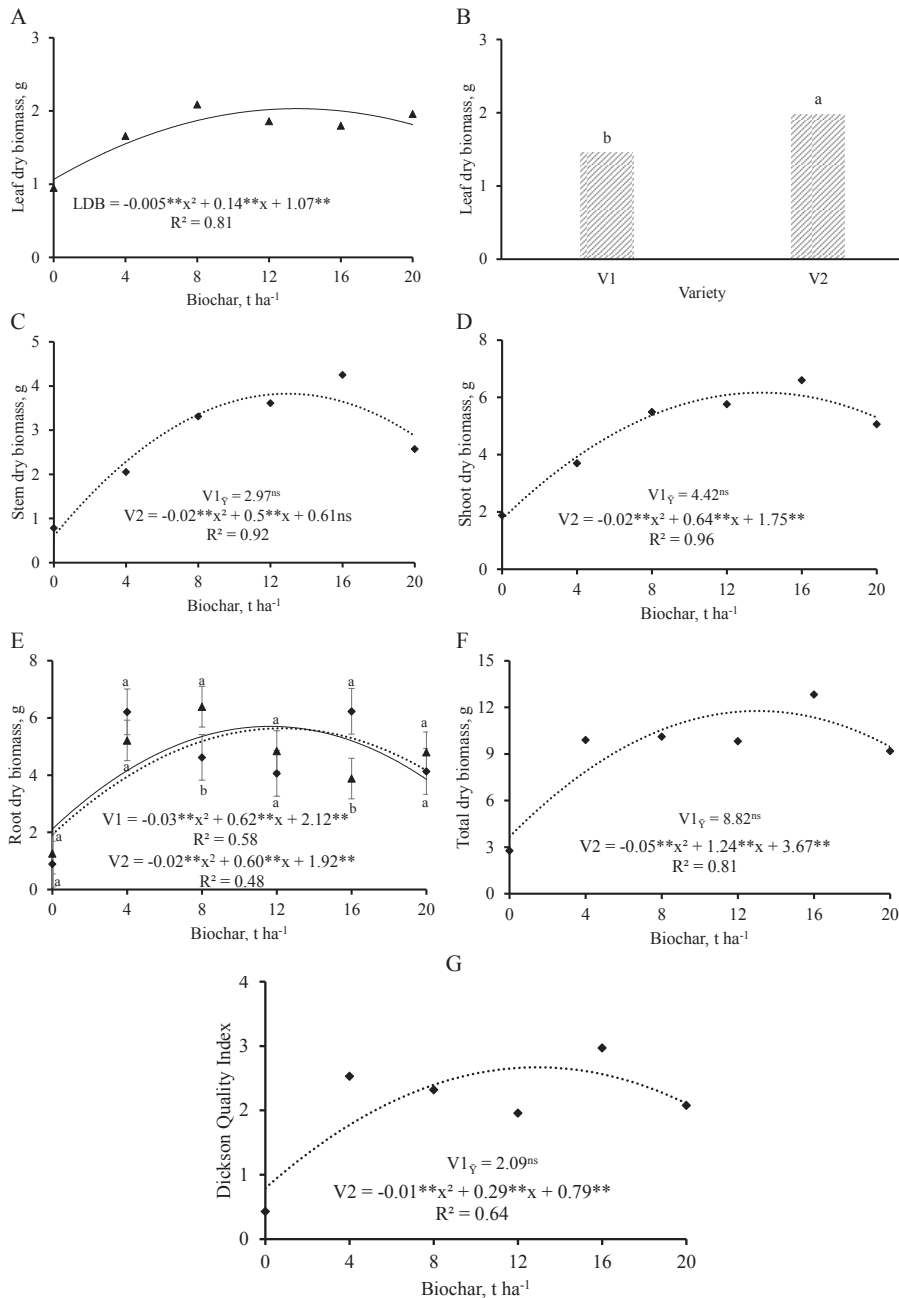 A
3
2
1
0
Leaf dry biomass, g
LDB = -0.005**x² + 0.14**x + 1.07**
R² = 0.81
0 4 8 12 16 20
Biochar, t ha⁻¹
B
3
2
1
0
Leaf dry biomass, g
b
a
V1 V2
Variety
C
5
4
3
2
1
0
Stem dry biomass, g
V1Ȳ = 2.97ⁿˢ
V2 = -0.02**x² + 0.5**x + 0.61ns
R² = 0.92
0 4 8 12 16 20
Biochar, t ha⁻¹
D
8
6
4
2
0
Shoot dry biomass, g
V1Ȳ = 4.42ⁿˢ
V2 = -0.02**x² + 0.64**x + 1.75**
R² = 0.96
0 4 8 12 16 20
Biochar, t ha⁻¹
E
8
6
4
2
0
Root dry biomass, g
a a a a a
a b a b a
a
a
V1 = -0.03**x² + 0.62**x + 2.12**
R² = 0.58
V2 = -0.02**x² + 0.60**x + 1.92**
R² = 0.48
0 4 8 12 16 20
Biochar, t ha⁻¹
F
15
12
9
6
3
0
Total dry biomass, g
V1Ȳ = 8.82ⁿˢ
V2 = -0.05**x² + 1.24**x + 3.67**
R² = 0.81
0 4 8 12 16 20
Biochar, t ha⁻¹
G
4
3
2
1
0
Dickson Quality Index
V1Ȳ = 2.09ⁿˢ
V2 = -0.01**x² + 0.29**x + 0.79**
R² = 0.64
0 4 8 12 16 20
Biochar, t ha⁻¹